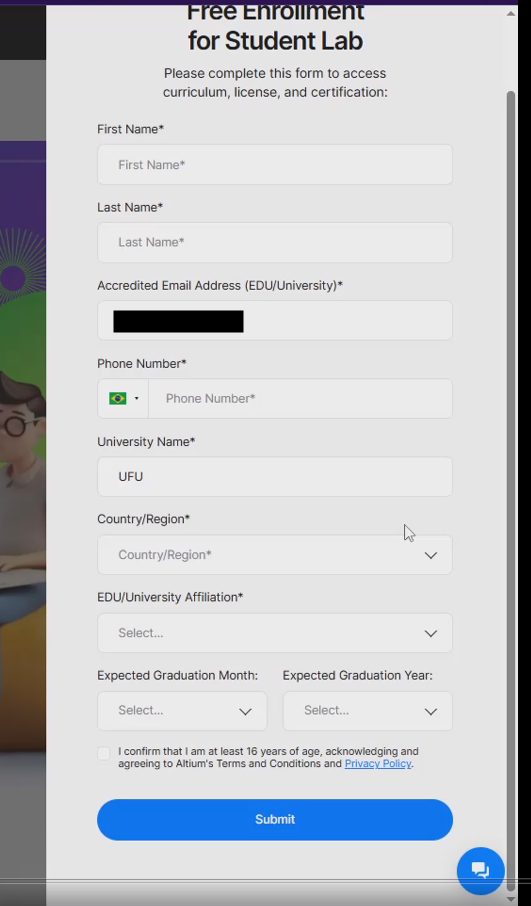 Free Enrollment
for Student Lab
Please complete this form to access
curriculum, license, and certification:
First Name*
First Name*
Last Name*
Last Name*
Accredited Email Address (EDU/University)*
Phone Number*
Phone Number*
University Name*
UFU
Country/Region*
Country/Region*
EDU/University Affiliation*
Select...
Expected Graduation Month: Expected Graduation Year:
Select... Select...
I confirm that I am at least 16 years of age, acknowledging and
agreeing to Altium's Terms and Conditions and Privacy Policy.
Submit